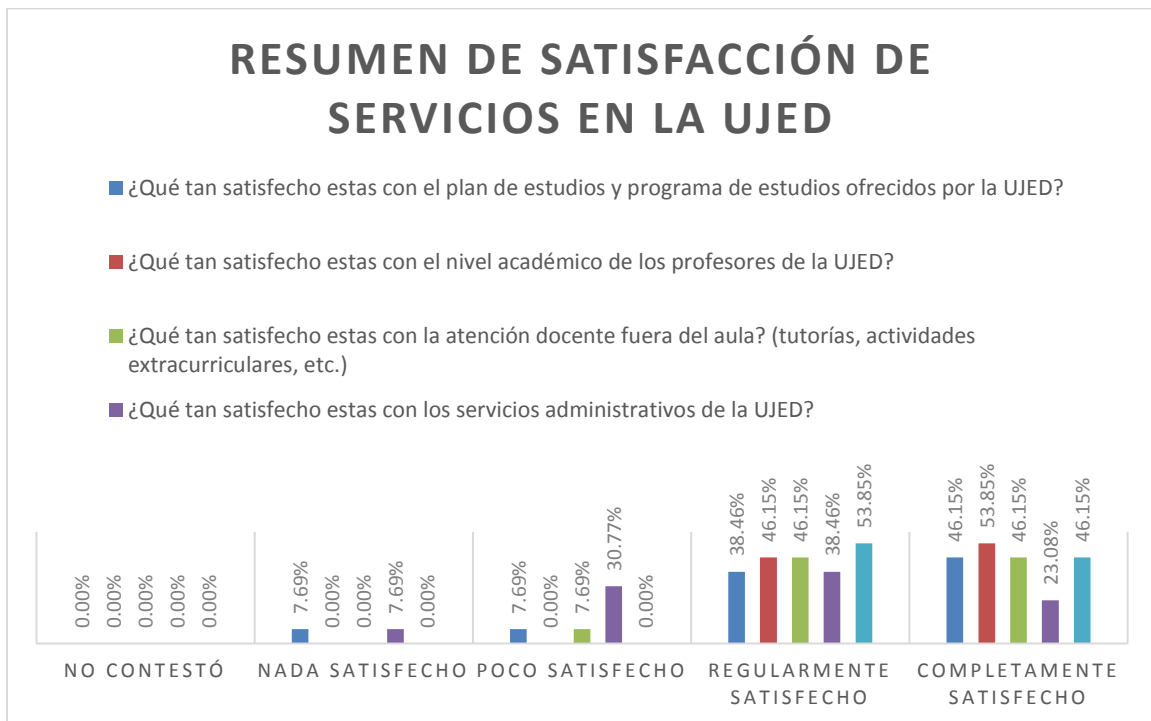 RESUMEN DE SATISFACCIÓN DE
SERVICIOS EN LA UJED
¿Qué tan satisfecho estas con el plan de estudios y programa de estudios ofrecidos por la UJED?
¿Qué tan satisfecho estas con el nivel académico de los profesores de la UJED?
¿Qué tan satisfecho estas con la atención docente fuera del aula? (tutorías, actividades
extracurriculares, etc.)
¿Qué tan satisfecho estas con los servicios administrativos de la UJED?
0.00%
0.00%
0.00%
0.00%
0.00%
7.69%
0.00%
0.00%
7.69%
0.00%
7.69%
0.00%
7.69%
30.77%
0.00%
38.46%
46.15%
46.15%
38.46%
53.85%
46.15%
53.85%
46.15%
23.08%
46.15%
NO CONTESTÓ
NADA SATISFECHO
POCO SATISFECHO
REGULARMENTE
SATISFECHO
COMPLETAMENTE
SATISFECHO